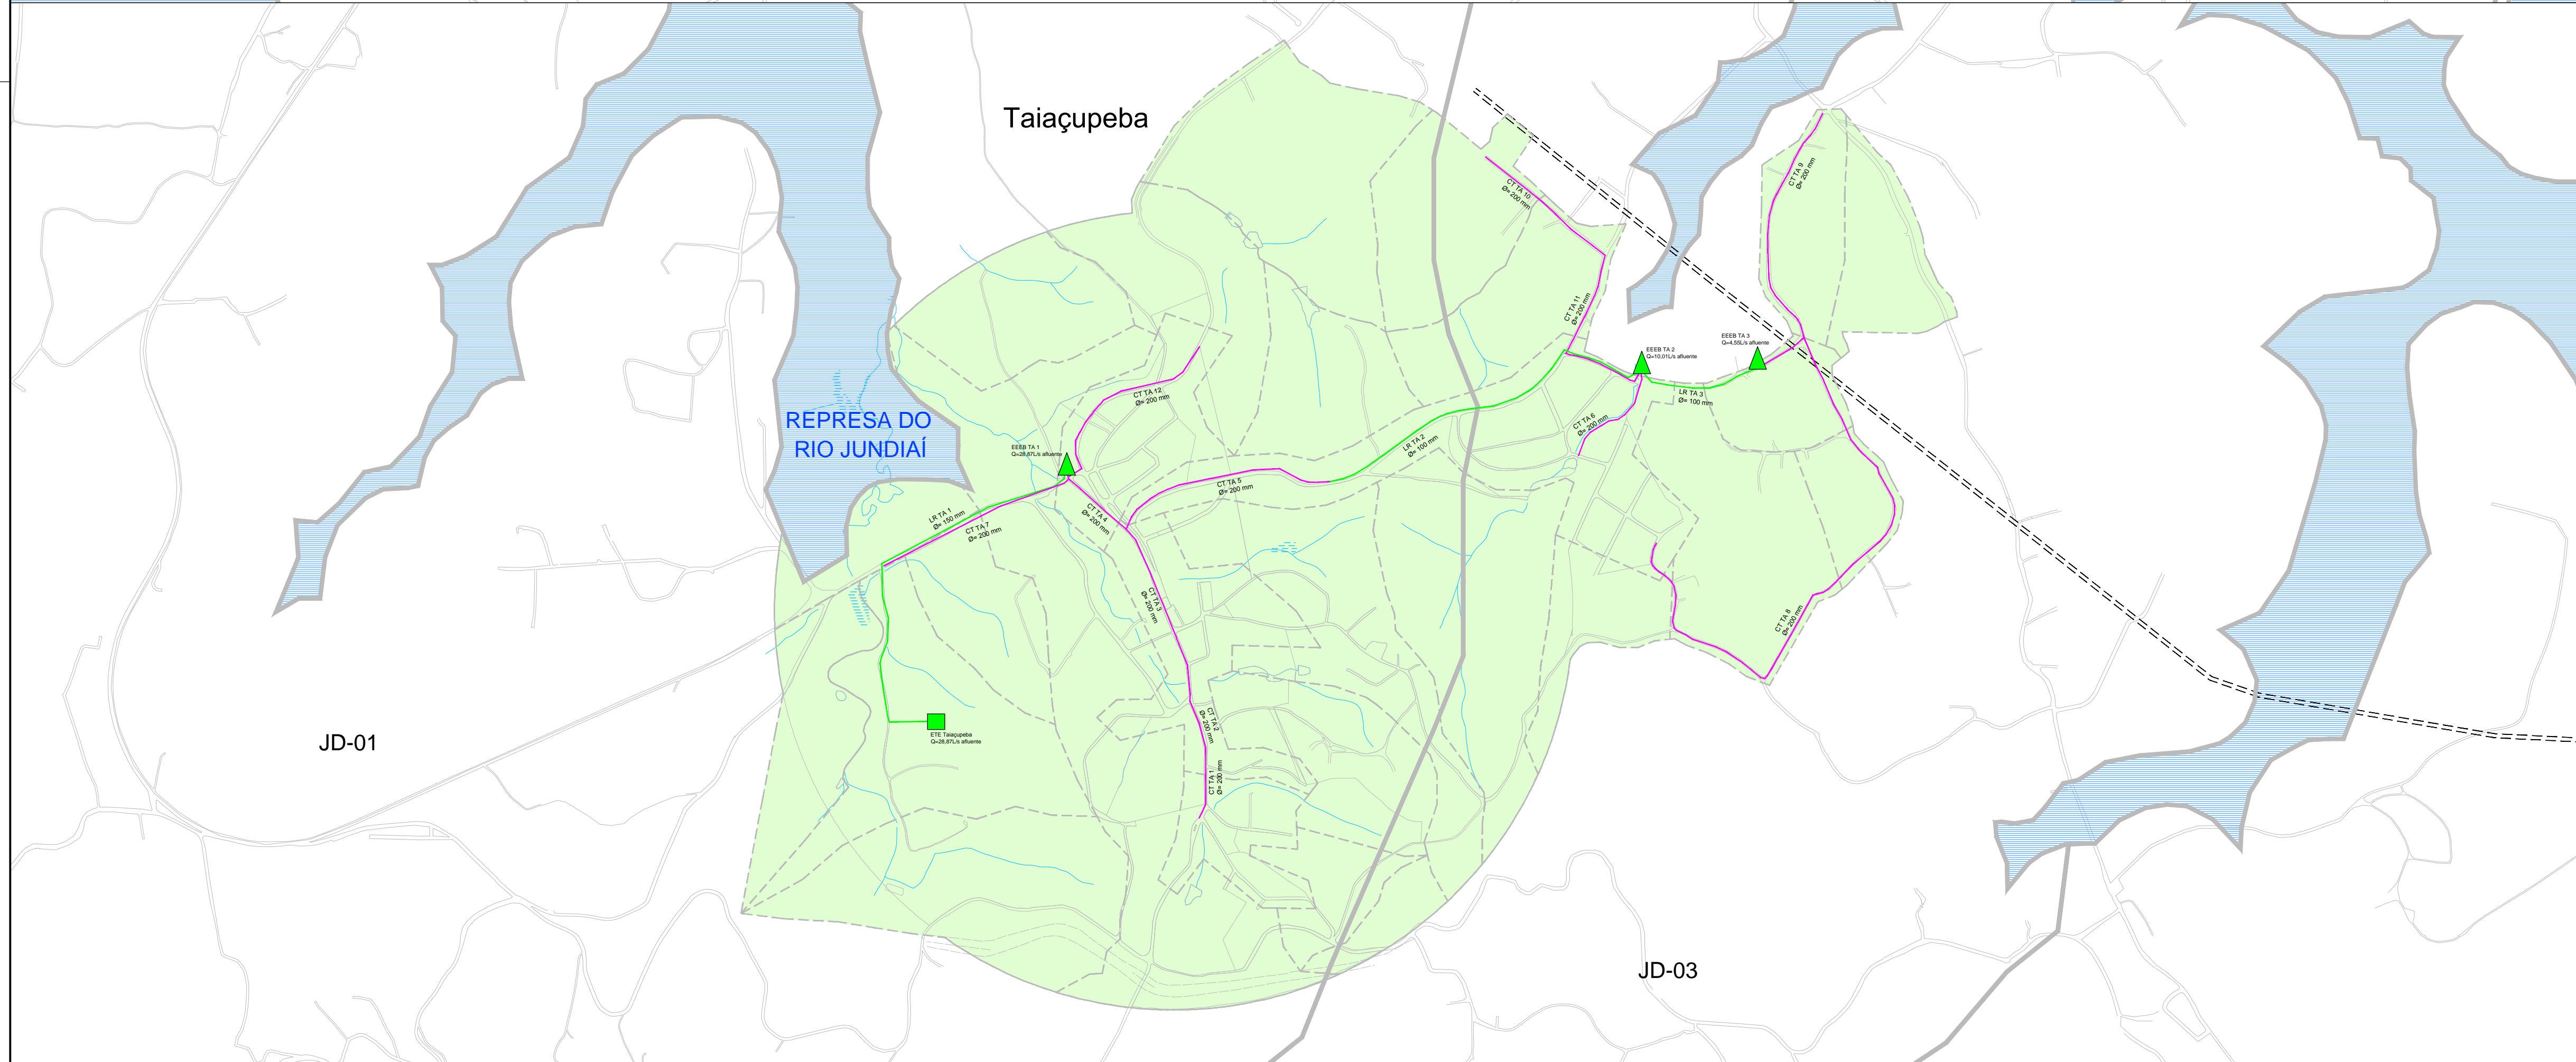 Taiaçupeba
CT TA 9
Ø= 200 mm
CT TA 10
Ø= 200 mm
CT TA 11
Ø= 200 mm
EEEB TA 3
Q=4,55L/s afluente
EEEB TA 2
Q=10,01L/s afluente
LR TA 3
Ø= 100 mm
CT TA 12
Ø= 200 mm
REPRESA DO
RIO JUNDIAÍ
CT TA 6
Ø= 200 mm
LR TA 2
Ø= 100 mm
EEEB TA 1
Q=28,87L/s afluente
CT TA 5
Ø= 200 mm
LR TA 1
Ø= 150 mm
CT TA 7
Ø= 200 mm
CT TA 4
Ø= 200 mm
CT TA 3
Ø= 200 mm
CT TA 8
Ø= 200 mm
CT TA 2
Ø= 200 mm
ETE Taiaçupeba
Q=28,87L/s afluente
JD-01
CT TA 1
Ø= 200 mm
JD-03